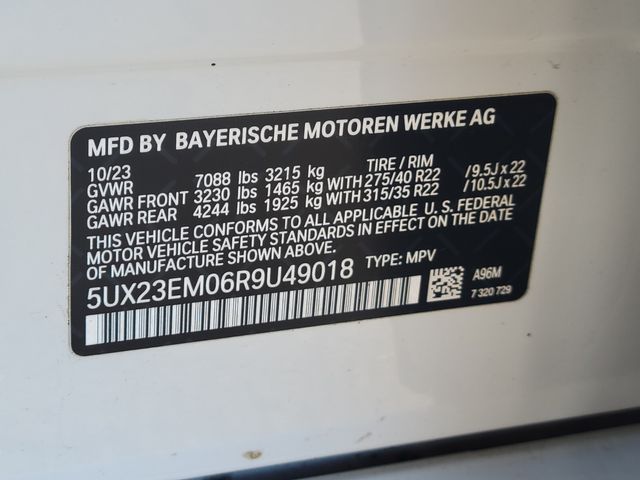 MFD BY BAYERISCHE MOTOREN WERKE AG
10/23 TIRE / RIM
GVWR 7088 lbs 3215 kg
GAWR FRONT 3230 lbs 1465 kg WITH 275/40 R22 /9.5J x 22
GAWR REAR 4244 lbs 1925 kg WITH 315/35 R22 /10.5J x 22
THIS VEHICLE CONFORMS TO ALL APPLICABLE U. S. FEDERAL
MOTOR VEHICLE SAFETY STANDARDS IN EFFECT ON THE DATE OF
MANUFACTURE SHOWN ABOVE.
5UX23EM06R9U49018 TYPE: MPV
A96M
7 320 729